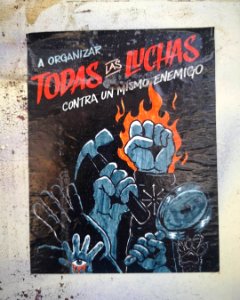 A ORGANIZAR
TODAS LAS LUCHAS
CONTRA UN MISMO ENEMIGO